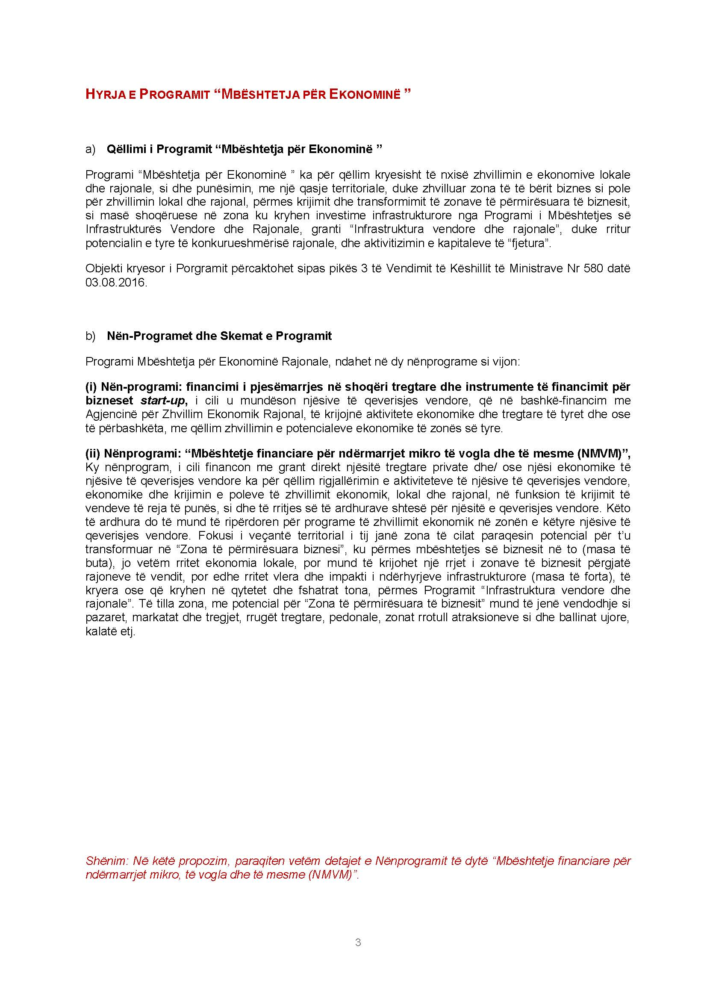 HYRJA E PROGRAMIT “MBËSHTETJA PËR EKONOMINË ”
a) Qëllimi i Programit “Mbështetja për Ekonominë ”
Programi “Mbështetja për Ekonominë ” ka për qëllim kryesisht të nxisë zhvillimin e ekonomive lokale
dhe rajonale, si dhe punësimin, me një qasje territoriale, duke zhvilluar zona të të bërit biznes si pole
për zhvillimin lokal dhe rajonal, përmes krijimit dhe transformimit të zonave të përmirësuara të biznesit,
si masë shoqëruese në zona ku kryhen investime infrastrukturore nga Programi i Mbështetjes së
Infrastrukturës Vendore dhe Rajonale, granti “Infrastruktura vendore dhe rajonale”, duke rritur
potencialin e tyre të konkurueshmërisë rajonale, dhe aktivitizimin e kapitaleve të “fjetura”.
Objekti kryesor i Porgramit përcaktohet sipas pikës 3 të Vendimit të Këshillit të Ministrave Nr 580 datë
03.08.2016.
b) Nën-Programet dhe Skemat e Programit
Programi Mbështetja për Ekonominë Rajonale, ndahet në dy nënprograme si vijon:
(i) Nën-programi: financimi i pjesëmarrjes në shoqëri tregtare dhe instrumente të financimit për
bizneset start-up, i cili u mundëson njësive të qeverisjes vendore, që në bashkë-financim me
Agjencinë për Zhvillim Ekonomik Rajonal, të krijojnë aktivitete ekonomike dhe tregtare të tyret dhe ose
të përbashkëta, me qëllim zhvillimin e potencialeve ekonomike të zonës së tyre.
(ii) Nënprogrami: “Mbështetje financiare për ndërmarrjet mikro të vogla dhe të mesme (NMVM)”,
Ky nënprogram, i cili financon me grant direkt njësitë tregtare private dhe/ ose njësi ekonomike të
njësive të qeverisjes vendore ka për qëllim rigjallërimin e aktiviteteve të njësive të qeverisjes vendore,
ekonomike dhe krijimin e poleve të zhvillimit ekonomik, lokal dhe rajonal, në funksion të krijimit të
vendeve të reja të punës, si dhe të rritjes së të ardhurave shtesë për njësitë e qeverisjes vendore. Këto
të ardhura do të mund të ripërdoren për programe të zhvillimit ekonomik në zonën e këtyre njësive të
qeverisjes vendore. Fokusi i veçantë territorial i tij janë zona të cilat paraqesin potencial për t’u
transformuar në “Zona të përmirësuara biznesi”, ku përmes mbështetjes së biznesit në to (masa të
buta), jo vetëm rritet ekonomia lokale, por mund të krijohet një rrjet i zonave të biznesit përgjatë
rajoneve të vendit, por edhe rritet vlera dhe impakti i ndërhyrjeve infrastrukturore (masa të forta), të
kryera ose që kryhen në qytetet dhe fshatrat tona, përmes Programit “Infrastruktura vendore dhe
rajonale”. Të tilla zona, me potencial për “Zona të përmirësuara të biznesit” mund të jenë vendodhje si
pazaret, markatat dhe tregjet, rrugët tregtare, pedonale, zonat rrotull atraksioneve si dhe ballinat ujore,
kalatë etj.
Shënim: Në këtë propozim, paraqiten vetëm detajet e Nënprogramit të dytë “Mbështetje financiare për
ndërmarrjet mikro, të vogla dhe të mesme (NMVM)”.
3